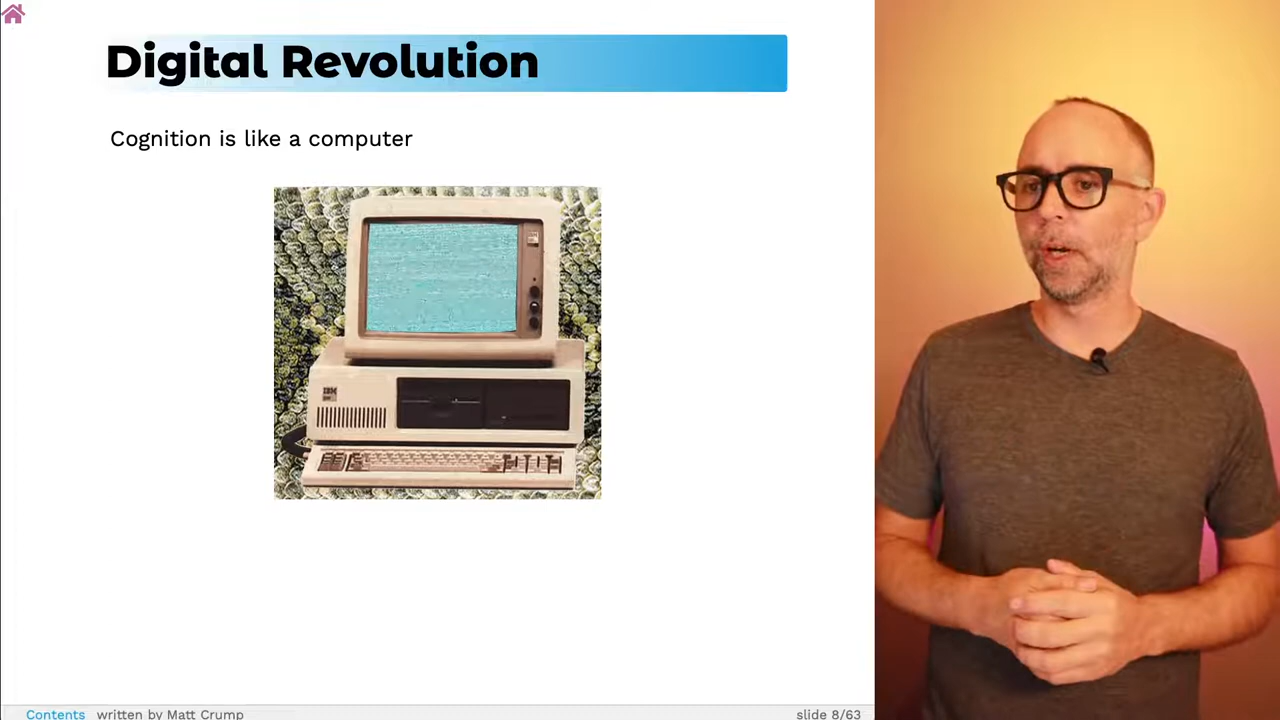 Digital Revolution
Cognition is like a computer
IBM
Contents written by Matt Crump
slide 8/63